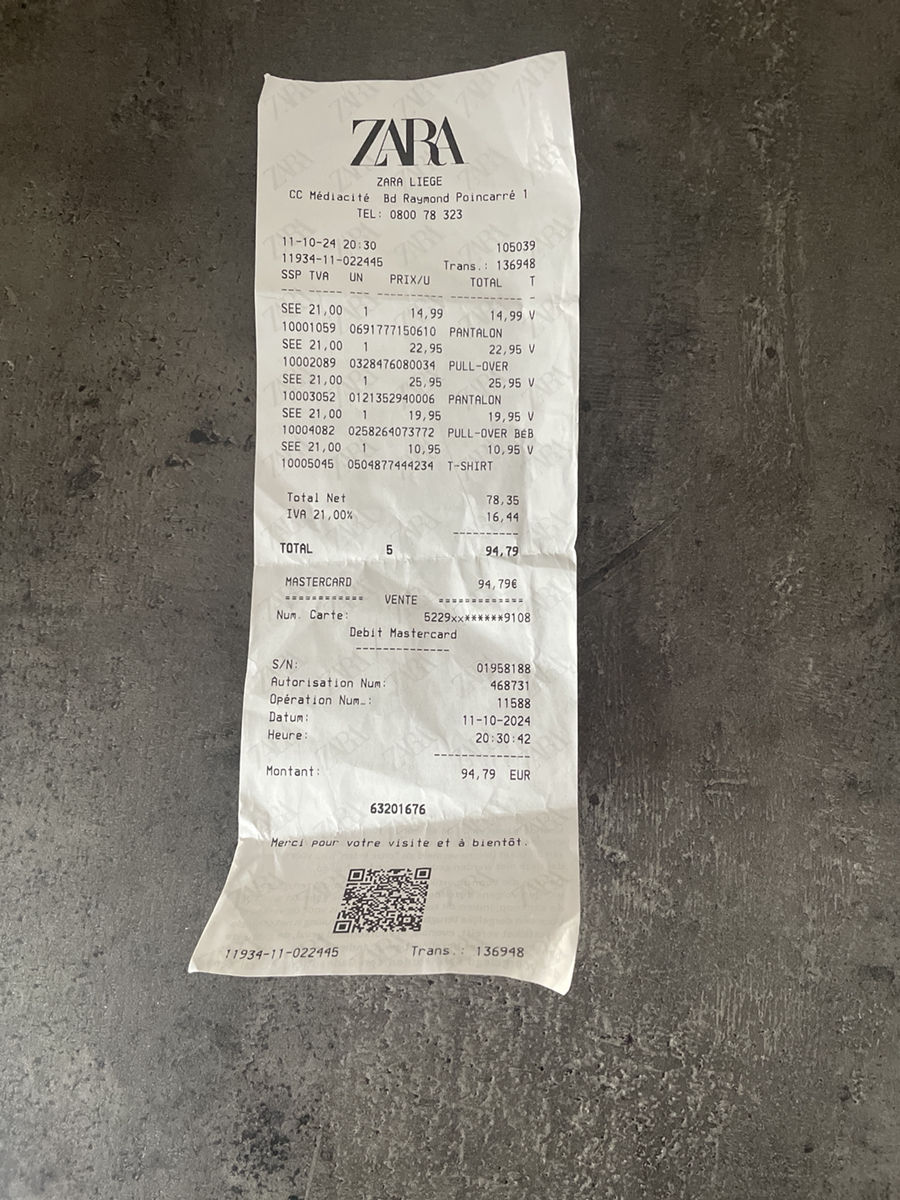 ZARA
ZARA LIEGE
CC Médiacité Bd Raymond Poincarré 1
TEL: 0800 78 323
11-10-24 20:30 105039
11934-11-022445 Trans.: 136948
SSP TVA UN PRIX/U TOTAL T
--- --- -- ---------- ----------- -
SEE 21,00 1 14,99 14,99 V
10001059 0691777150610 PANTALON
SEE 21,00 1 22,95 22,95 V
10002089 0328476080034 PULL-OVER
SEE 21,00 1 25,95 25,95 V
10003052 0121352940006 PANTALON
SEE 21,00 1 19,95 19,95 V
10004082 0258264073772 PULL-OVER BÉB
SEE 21,00 1 10,95 10,95 V
10005045 0504877444234 T-SHIRT
Total Net 78,35
IVA 21,00% 16,44
----------
TOTAL 5 94,79
MASTERCARD 94,79€
============ VENTE =============
Num. Carte: 5229xx******9108
Debit Mastercard
--------------
S/N: 01958188
Autorisation Num: 468731
Opération Num.: 11588
Datum: 11-10-2024
Heure: 20:30:42
---------------
Montant: 94,79 EUR
63201676
Merci pour votre visite et à bientôt.
11934-11-022445 Trans.: 136948